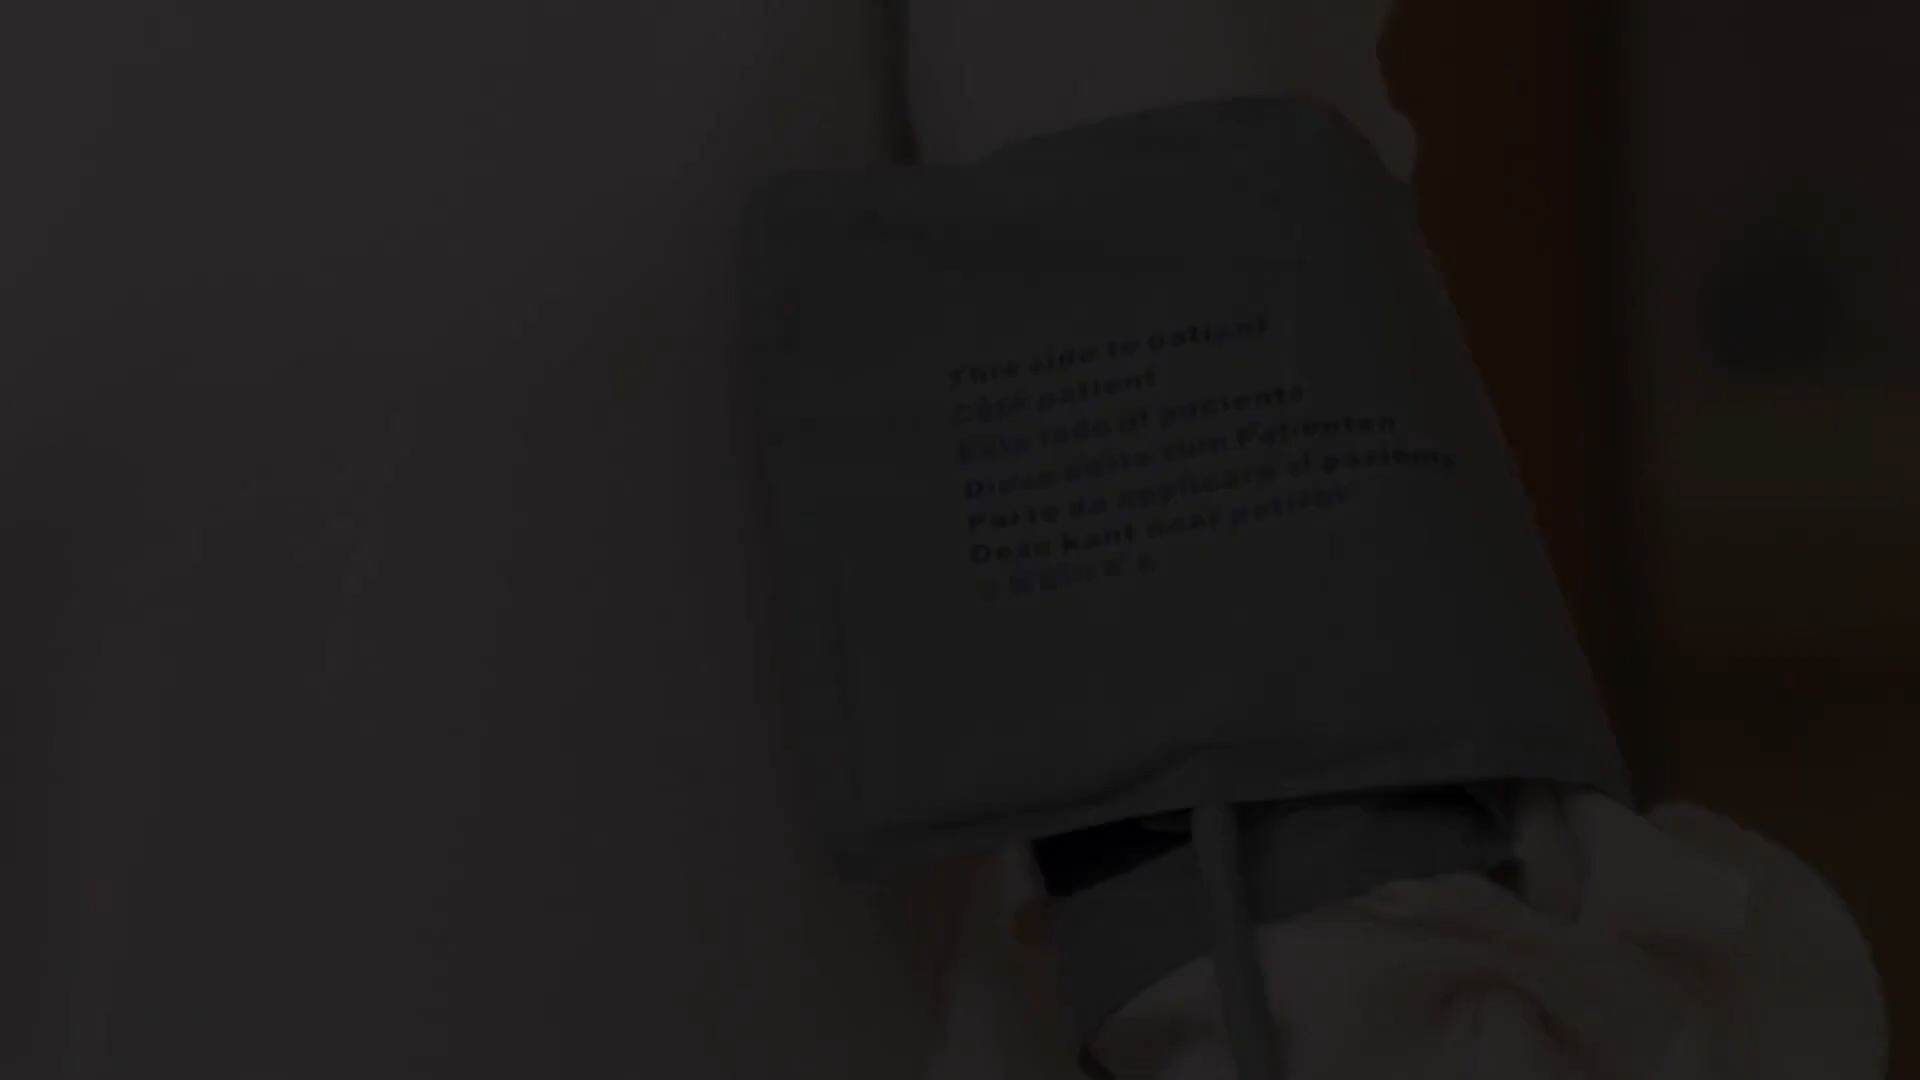 This side to patient
Côté patient
Este lado al paciente
Diese seite zum Patienten
Parte da applicare al paziente
Deze kant naar patiënt